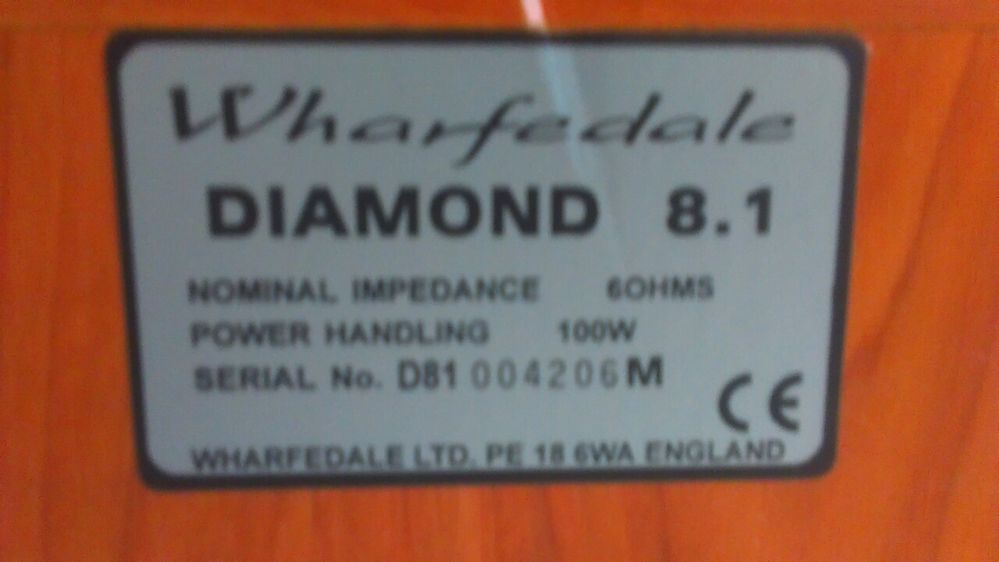 Wharfedale
DIAMOND 8.1
NOMINAL IMPEDANCE 6OHMS
POWER HANDLING 100W
SERIAL No. D81 004206 M
CE
WHARFEDALE LTD. PE 18 6WA ENGLAND